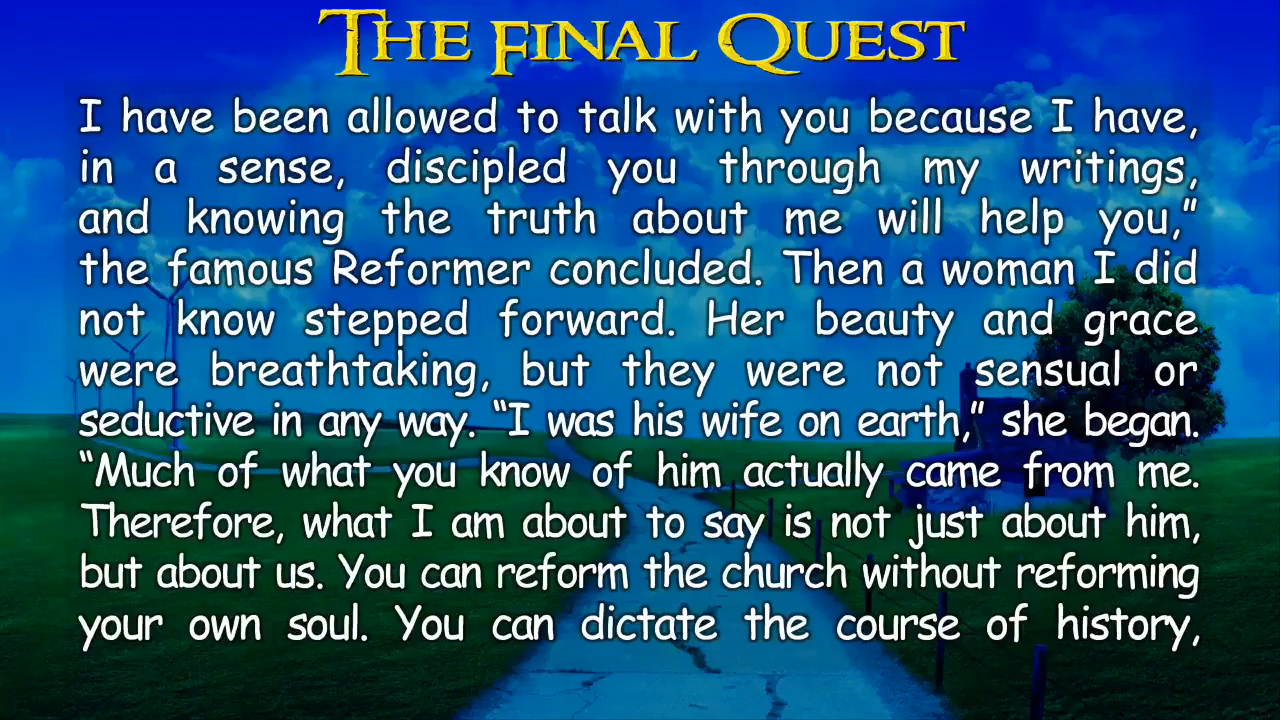 THE FINAL QUEST
I have been allowed to talk with you because I have,
in a sense, discipled you through my writings,
and knowing the truth about me will help you,”
the famous Reformer concluded. Then a woman I did
not know stepped forward. Her beauty and grace
were breathtaking, but they were not sensual or
seductive in any way. “I was his wife on earth,” she began.
“Much of what you know of him actually came from me.
Therefore, what I am about to say is not just about him,
but about us. You can reform the church without reforming
your own soul. You can dictate the course of history,